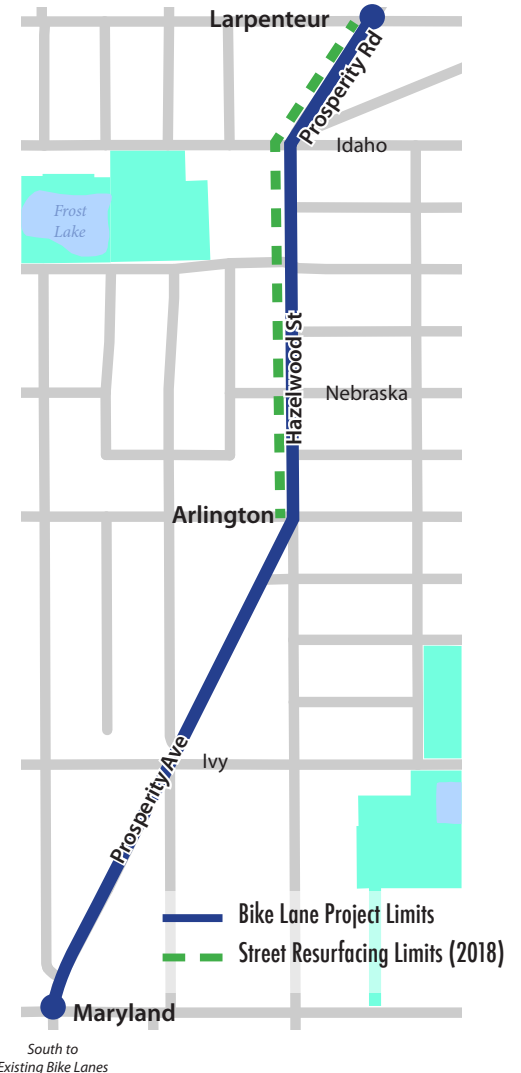 Larpenteur
Prosperity Rd
Idaho
Frost
Lake
Hazelwood St
Nebraska
Arlington
Prosperity Ave
Ivy
Bike Lane Project Limits
Street Resurfacing Limits (2018)
Maryland
South to
Existing Bike Lanes